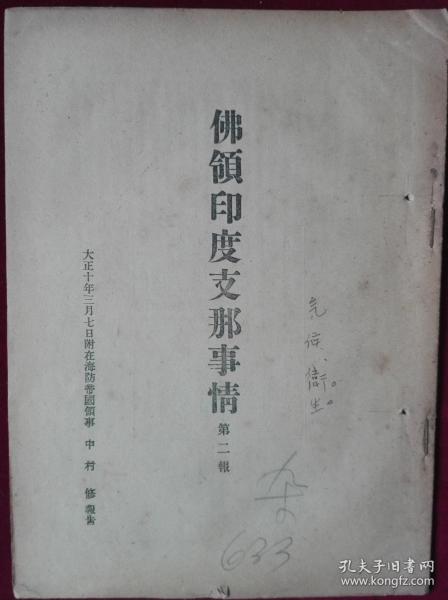 佛領印度支那事情 第二報
大正十年三月七日附在海防帝國領事 中村 修報告
气候、衛生。
633
孔夫子旧书网
book.kongfz.com